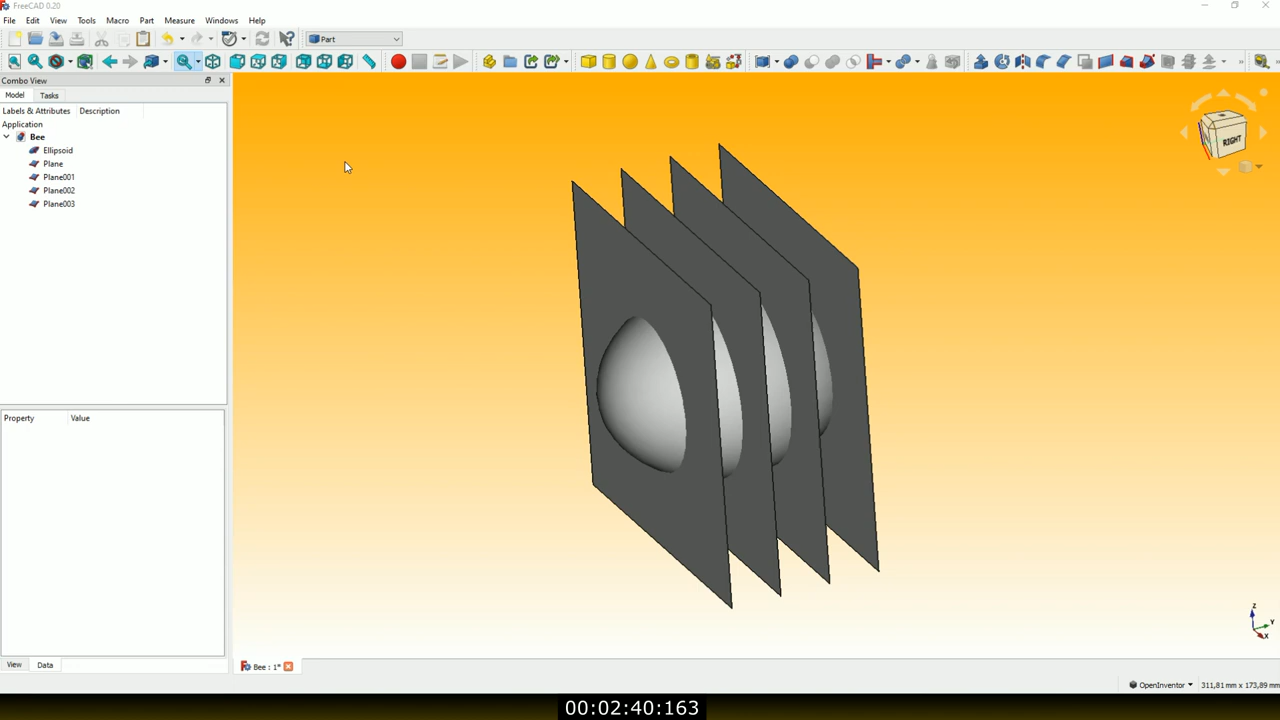 FreeCAD 0.20
File Edit View Tools Macro Part Measure Windows Help
Part
Combo View
Model Tasks
Labels & Attributes Description
Application
Bee
Ellipsoid
Plane
Plane001
Plane002
Plane003
Property Value
RIGHT
Z
Y
X
View Data
Bee : 1*
OpenInventor 311,81 mm x 173,89 mm
00:02:40:163